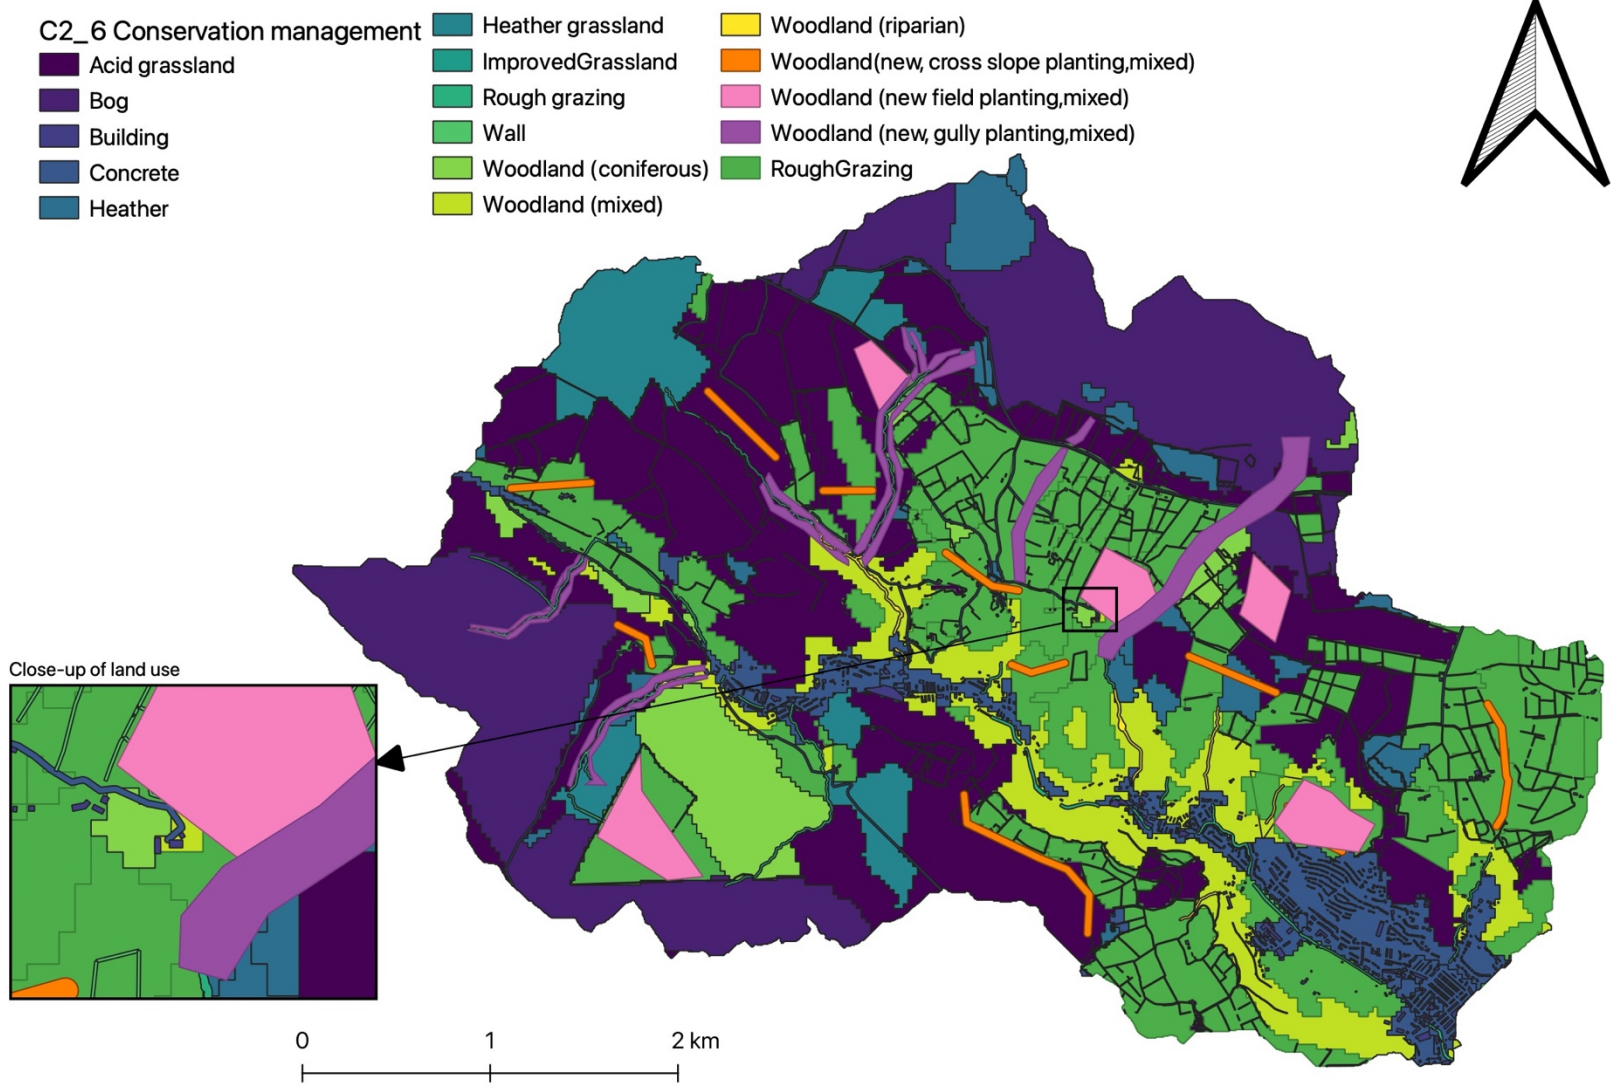 C2_6 Conservation management
Acid grassland
Bog
Building
Concrete
Heather
Heather grassland
ImprovedGrassland
Rough grazing
Wall
Woodland (coniferous)
Woodland (mixed)
Woodland (riparian)
Woodland(new, cross slope planting,mixed)
Woodland (new field planting,mixed)
Woodland (new, gully planting,mixed)
RoughGrazing
Close-up of land use
0 1 2 km